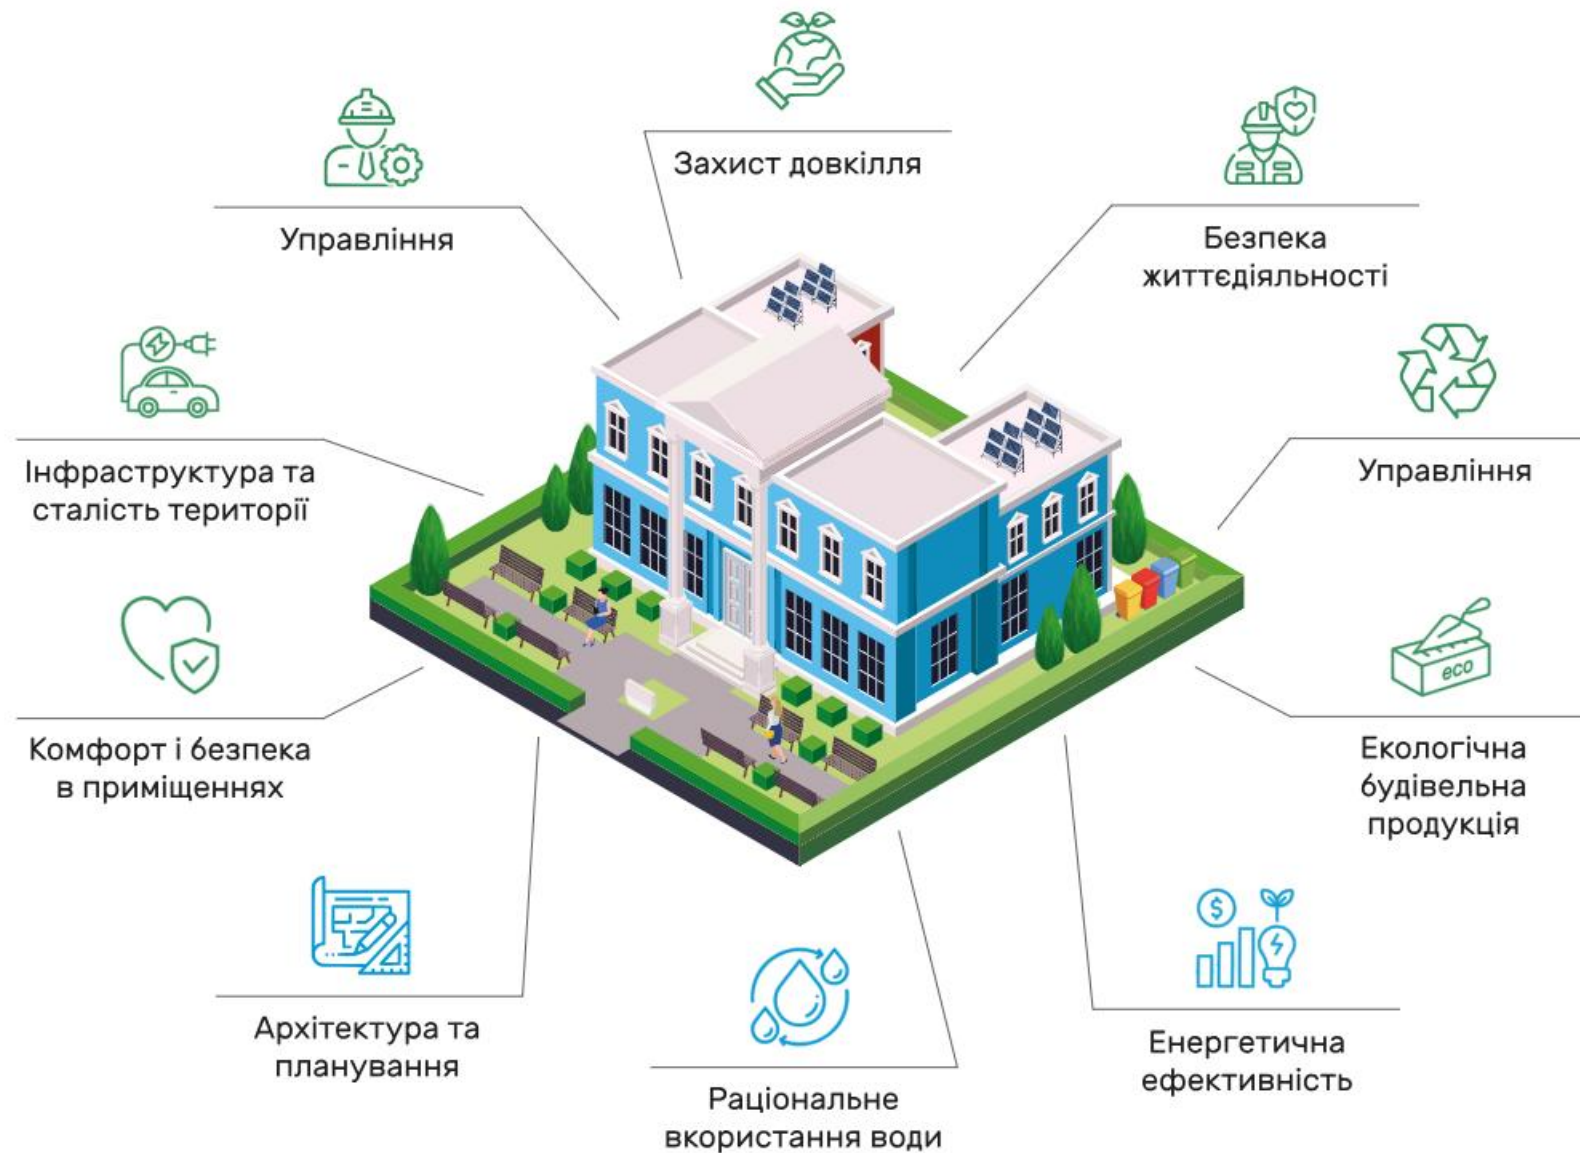 Захист довкілля
Управління
Безпека
життєдіяльності
Інфраструктура та
сталість території
Управління
Комфорт і безпека
в приміщеннях
eco
Екологічна
будівельна
продукція
$
Архітектура та
планування
Енергетична
ефективність
Раціональне
вкористання води